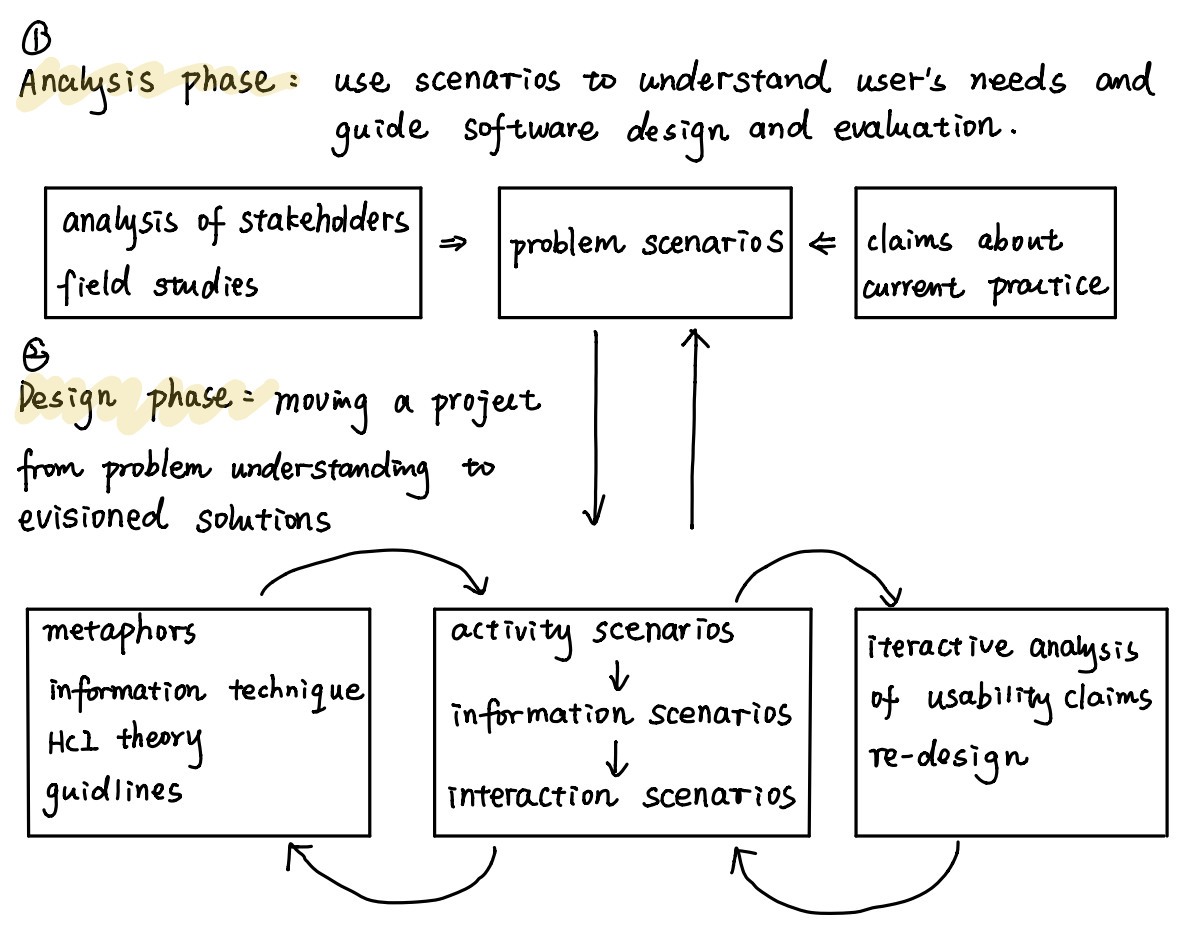 ①
Analysis phase: use scenarios to understand user's needs and
guide software design and evaluation.
analysis of stakeholders
field studies
⇒
problem scenarios
⇐
claims about
current practice
②
Design phase: moving a project
from problem understanding to
evisioned solutions
metaphors
information technique
HCI theory
guidlines
activity scenarios
↓
information scenarios
↓
interaction scenarios
iteractive analysis
of usability claims
re-design